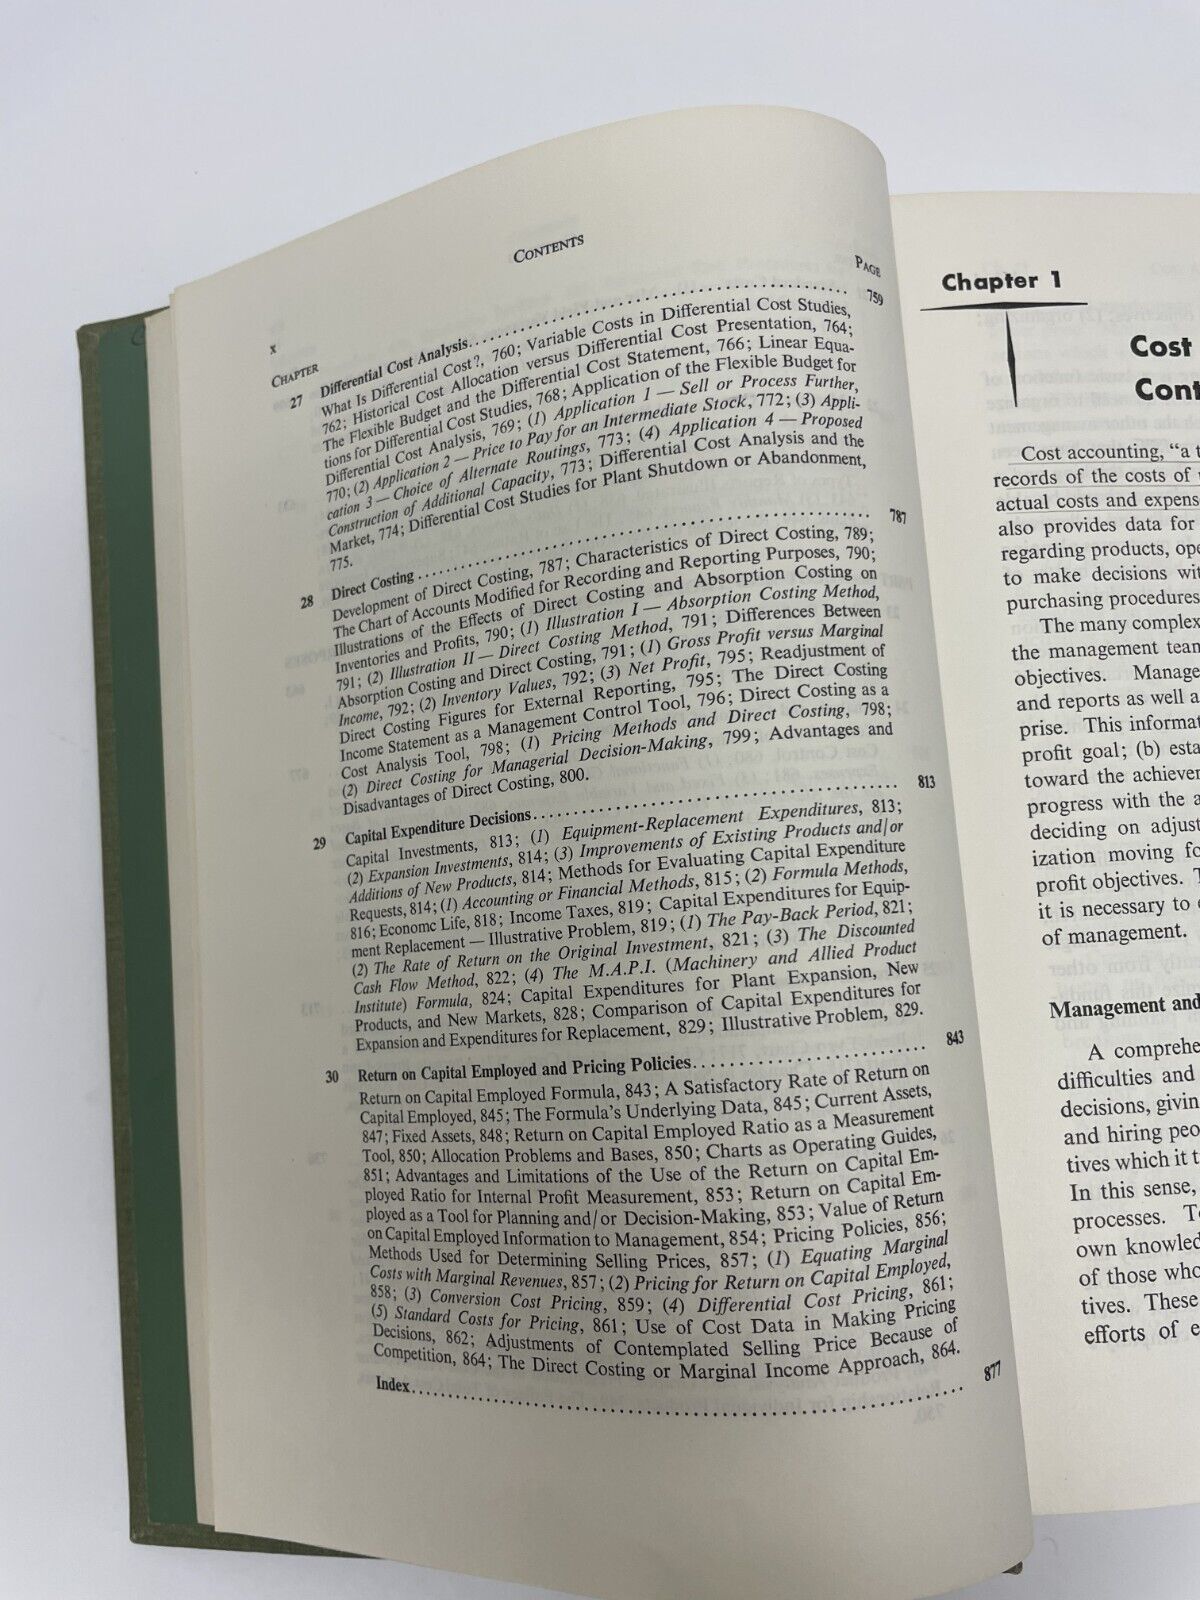 CONTENTS
x
CHAPTER
PAGE
27 Differential Cost Analysis 759
What Is Differential Cost?, 760; Variable Costs in Differential Cost Studies,
762; Historical Cost Allocation versus Differential Cost Presentation, 764;
The Flexible Budget and the Differential Cost Statement, 766; Linear Equa-
tions for Differential Cost Studies, 768; Application of the Flexible Budget for
Differential Cost Analysis, 769; (1) Application 1 — Sell or Process Further,
770; (2) Application 2 — Price to Pay for an Intermediate Stock, 772; (3) Appli-
cation 3 — Choice of Alternate Routings, 773; (4) Application 4 — Proposed
Construction of Additional Capacity, 773; Differential Cost Analysis and the
Market, 774; Differential Cost Studies for Plant Shutdown or Abandonment,
775.
28 Direct Costing 787
Development of Direct Costing, 787; Characteristics of Direct Costing, 789;
The Chart of Accounts Modified for Recording and Reporting Purposes, 790;
Illustrations of the Effects of Direct Costing and Absorption Costing on
Inventories and Profits, 790; (1) Illustration I — Absorption Costing Method,
791; (2) Illustration II — Direct Costing Method, 791; Differences Between
Absorption Costing and Direct Costing, 791; (1) Gross Profit versus Marginal
Income, 792; (2) Inventory Values, 792; (3) Net Profit, 795; Readjustment of
Direct Costing Figures for External Reporting, 795; The Direct Costing
Income Statement as a Management Control Tool, 796; Direct Costing as a
Cost Analysis Tool, 798; (1) Pricing Methods and Direct Costing, 798;
(2) Direct Costing for Managerial Decision-Making, 799; Advantages and
Disadvantages of Direct Costing, 800.
29 Capital Expenditure Decisions 813
Capital Investments, 813; (1) Equipment-Replacement Expenditures, 813;
(2) Expansion Investments, 814; (3) Improvements of Existing Products and/or
Additions of New Products, 814; Methods for Evaluating Capital Expenditure
Requests, 814; (1) Accounting or Financial Methods, 815; (2) Formula Methods,
816; Economc Life, 818; Income Taxes, 819; Capital Expenditures for Equip-
ment Replacement — Illustrative Problem, 819; (1) The Pay-Back Period, 821;
(2) The Rate of Return on the Original Investment, 821; (3) The Discounted
Cash Flow Method, 822; (4) The M.A.P.I. (Machinery and Allied Product
Institute) Formula, 824; Capital Expenditures for Plant Expansion, New
Products, and New Markets, 828; Comparison of Capital Expenditures for
Expansion and Expenditures for Replacement, 829; Illustrative Problem, 829.
30 Return on Capital Employed and Pricing Policies 843
Return on Capital Employed Formula, 843; A Satisfactory Rate of Return on
Capital Employed, 845; The Formula's Underlying Data, 845; Current Assets,
847; Fixed Assets, 848; Return on Capital Employed Ratio as a Measurement
Tool, 850; Allocation Problems and Bases, 850; Charts as Operating Guides,
851; Advantages and Limitations of the Use of the Return on Capital Em-
ployed Ratio for Internal Profit Measurement, 853; Return on Capital Em-
ployed as a Tool for Planning and/or Decision-Making, 853; Value of Return
on Capital Employed Information to Management, 854; Pricing Policies, 856;
Methods Used for Determining Selling Prices, 857; (1) Equating Marginal
Costs with Marginal Revenues, 857; (2) Pricing for Return on Capital Employed,
858; (3) Conversion Cost Pricing, 859; (4) Differential Cost Pricing, 861;
(5) Standard Costs for Pricing, 861; Use of Cost Data in Making Pricing
Decisions, 862; Adjustments of Contemplated Selling Price Because of
Competition, 864; The Direct Costing or Marginal Income Approach, 864.
Index 877
Chapter 1
Cost
Cont
Cost accounting, "a t
records of the costs of
actual costs and expens
also provides data for
regarding products, ope
to make decisions wit
purchasing procedures
The many complex
the management team
objectives. Manage
and reports as well a
prise. This informat
profit goal; (b) esta
toward the achieven
progress with the a
deciding on adjust
ization moving fo
profit objectives. T
it is necessary to e
of management.
Management and
A comprehe
difficulties and
decisions, givin
and hiring peo
tives which it t
In this sense,
processes. To
own knowled
of those who
tives. These
efforts of e